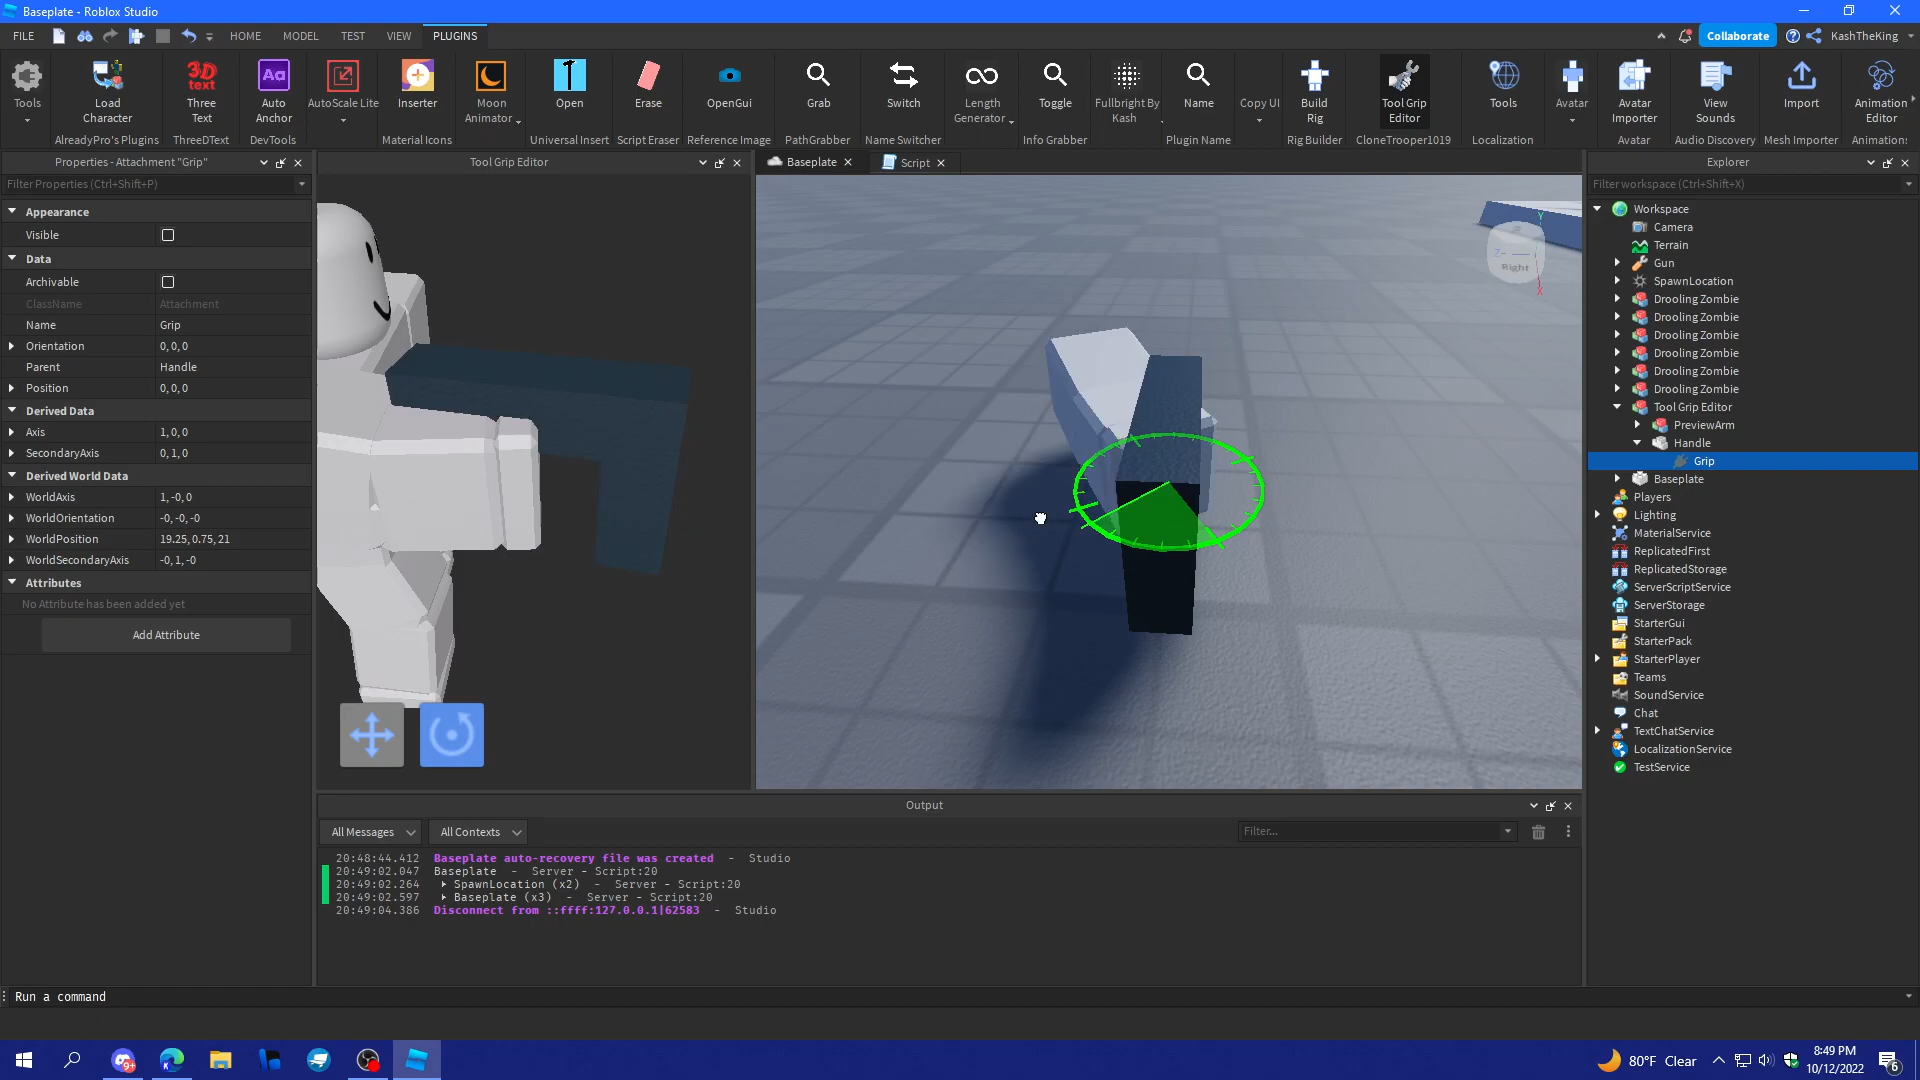 Baseplate - Roblox Studio
FILE
HOME
MODEL
TEST
VIEW
PLUGINS
Collaborate
KashTheKing
Tools
Load Character
Three Text
Auto Anchor
AutoScale Lite
Inserter
Moon Animator
Open
Erase
OpenGui
Grab
Switch
Length Generator
Toggle
Fullbright By Kash
Name
Copy UI
Build Rig
Tool Grip Editor
Tools
Avatar
Avatar Importer
View Sounds
Import
Animation Editor
AlreadyPro's Plugins
ThreeDText
DevTools
Material Icons
Universal Insert
Script Eraser
Reference Image
PathGrabber
Name Switcher
Info Grabber
Plugin Name
Rig Builder
CloneTrooper1019
Localization
Avatar
Audio Discovery
Mesh Importer
Animations
Properties - Attachment "Grip"
Filter Properties (Ctrl+Shift+P)
Appearance
Visible
Data
Archivable
ClassName Attachment
Name Grip
Orientation 0, 0, 0
Parent Handle
Position 0, 0, 0
Derived Data
Axis 1, 0, 0
SecondaryAxis 0, 1, 0
Derived World Data
WorldAxis 1, -0, 0
WorldOrientation -0, -0, -0
WorldPosition 19.25, 0.75, 21
WorldSecondaryAxis -0, 1, -0
Attributes
No Attribute has been added yet
Add Attribute
Tool Grip Editor
Baseplate
Script
Right
Explorer
Filter workspace (Ctrl+Shift+X)
Workspace
Camera
Terrain
Gun
SpawnLocation
Drooling Zombie
Drooling Zombie
Drooling Zombie
Drooling Zombie
Drooling Zombie
Drooling Zombie
Tool Grip Editor
PreviewArm
Handle
Grip
Baseplate
Players
Lighting
MaterialService
ReplicatedFirst
ReplicatedStorage
ServerScriptService
ServerStorage
StarterGui
StarterPack
StarterPlayer
Teams
SoundService
Chat
TextChatService
LocalizationService
TestService
Output
All Messages
All Contexts
Filter...
20:48:44.412 Baseplate auto-recovery file was created - Studio
20:49:02.047 Baseplate - Server - Script:20
20:49:02.264 SpawnLocation (x2) - Server - Script:20
20:49:02.597 Baseplate (x3) - Server - Script:20
20:49:04.386 Disconnect from ::ffff:127.0.0.1|62583 - Studio
Run a command
9+
80°F Clear
8:49 PM
10/12/2022
6